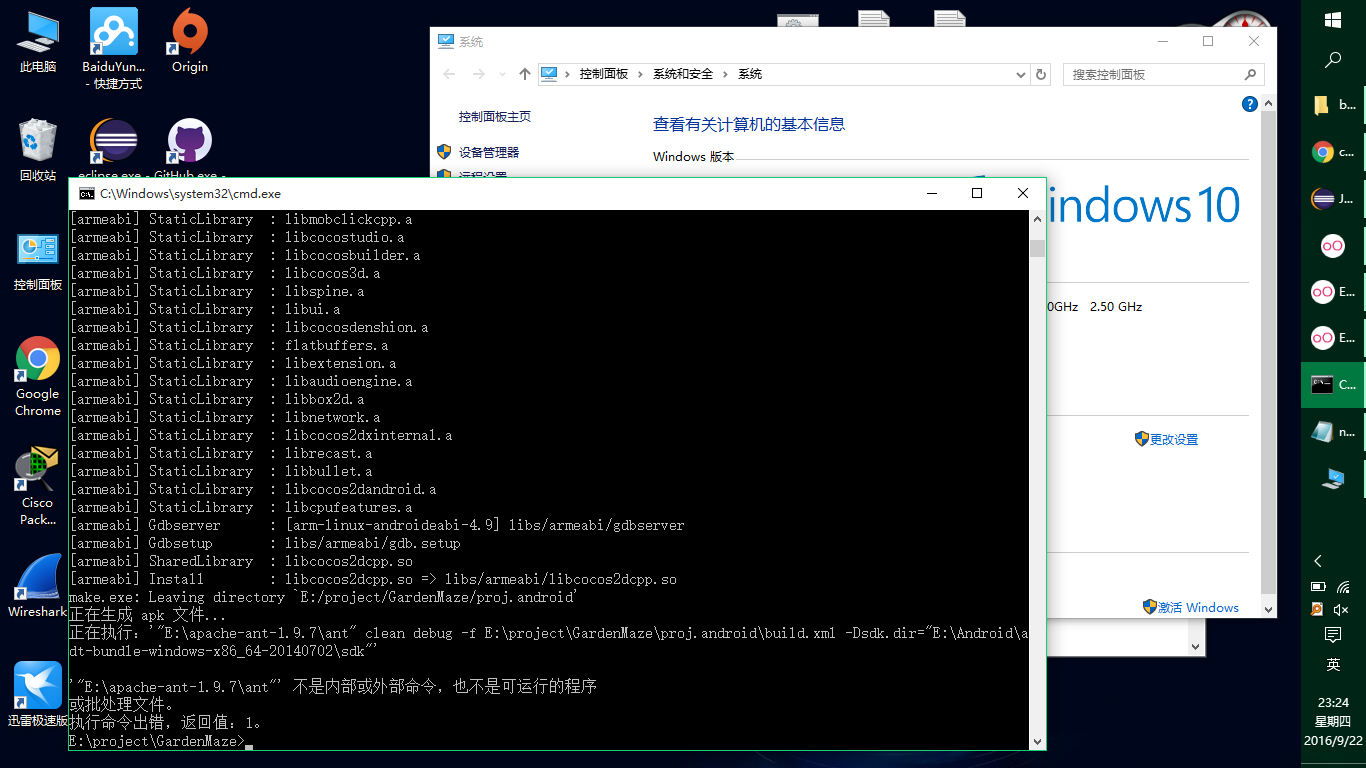 此电脑
BaiduYun...
- 快捷方式
Origin
回收站
eclipse.exe -
GitHub.exe -
控制面板
Google
Chrome
Cisco
Pack...
Wireshark
迅雷极速版
系统
控制面板
系统和安全
系统
搜索控制面板
控制面板主页
设备管理器
远程设置
查看有关计算机的基本信息
Windows 版本
indows 10
0GHz 2.50 GHz
更改设置
激活 Windows
C:\Windows\system32\cmd.exe
[armeabi] StaticLibrary  : libmobclickcpp.a
[armeabi] StaticLibrary  : libcocostudio.a
[armeabi] StaticLibrary  : libcocosbuilder.a
[armeabi] StaticLibrary  : libcocos3d.a
[armeabi] StaticLibrary  : libspine.a
[armeabi] StaticLibrary  : libui.a
[armeabi] StaticLibrary  : libcocosdenshion.a
[armeabi] StaticLibrary  : flatbuffers.a
[armeabi] StaticLibrary  : libextension.a
[armeabi] StaticLibrary  : libaudioengine.a
[armeabi] StaticLibrary  : libbox2d.a
[armeabi] StaticLibrary  : libnetwork.a
[armeabi] StaticLibrary  : libcocos2dxinternal.a
[armeabi] StaticLibrary  : librecast.a
[armeabi] StaticLibrary  : libbullet.a
[armeabi] StaticLibrary  : libcocos2dandroid.a
[armeabi] StaticLibrary  : libcpufeatures.a
[armeabi] Gdbserver      : [arm-linux-androideabi-4.9] libs/armeabi/gdbserver
[armeabi] Gdbsetup       : libs/armeabi/gdb.setup
[armeabi] SharedLibrary  : libcocos2dcpp.so
[armeabi] Install        : libcocos2dcpp.so => libs/armeabi/libcocos2dcpp.so
make.exe: Leaving directory `E:/project/GardenMaze/proj.android'
正在生成 apk 文件...
正在执行：'"E:\apache-ant-1.9.7\ant" clean debug -f E:\project\GardenMaze\proj.android\build.xml -Dsdk.dir="E:\Android\a
dt-bundle-windows-x86_64-20140702\sdk"'
'"E:\apache-ant-1.9.7\ant"' 不是内部或外部命令，也不是可运行的程序
或批处理文件。
执行命令出错，返回值：1。
E:\project\GardenMaze>
b...
c...
J...
E...
E...
C...
n...
英
23:24
星期四
2016/9/22